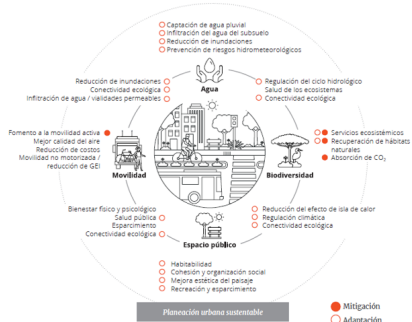 Captación de agua pluvial
Infiltración del agua del subsuelo
Reducción de inundaciones
Prevención de riesgos hidrometeorológicos
Agua
Reducción de inundaciones
Conectividad ecológica
Infiltración de agua / vialidades permeables
Regulación del ciclo hidrológico
Salud de los ecosistemas
Conectividad ecológica
Fomento a la movilidad activa
Mejor calidad del aire
Reducción de costos
Movilidad no motorizada /
reducción de GEI
Movilidad
Servicios ecosistémicos
Recuperación de hábitats
naturales
Absorción de CO₂
Biodiversidad
Bienestar físico y psicológico
Salud pública
Esparcimiento
Conectividad ecológica
Reducción del efecto de isla de calor
Regulación climática
Conectividad ecológica
Espacio público
Habitabilidad
Cohesión y organización social
Mejora estética del paisaje
Recreación y esparcimiento
Planeación urbana sustentable
Mitigación
Adaptación